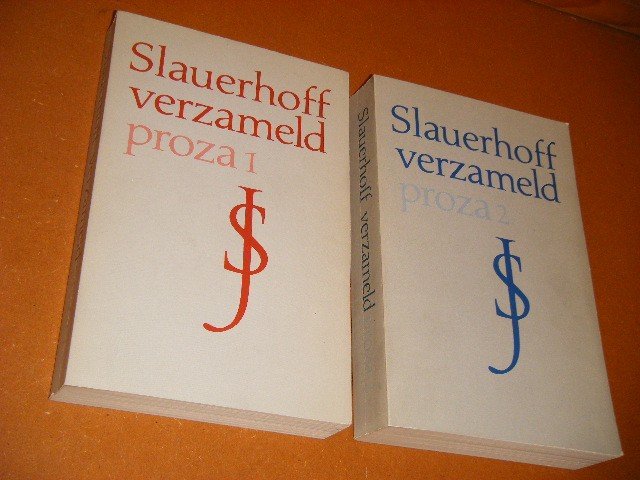 Slauerhoff
verzameld
proza 1
JS
Slauerhoff verzameld
Slauerhoff
verzameld
proza 2
JS